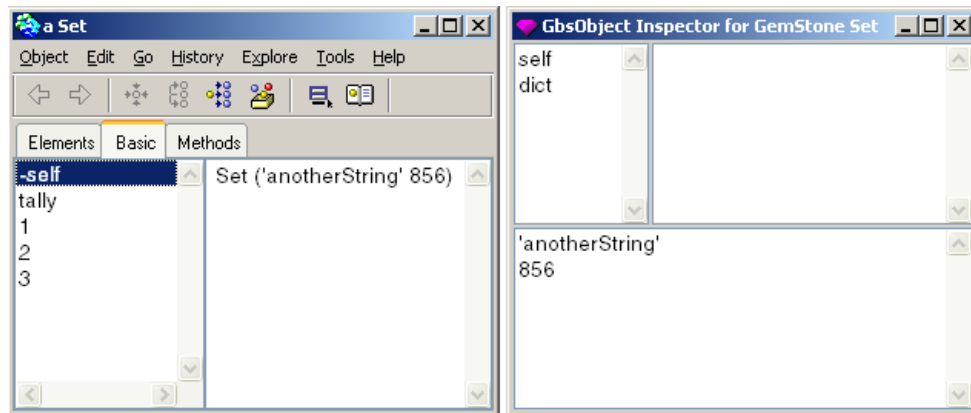 a Set
Object Edit Go History Explore Tools Help
Elements Basic Methods
-self
tally
1
2
3
Set ('anotherString' 856)
GbsObject Inspector for GemStone Set
self
dict
'anotherString'
856